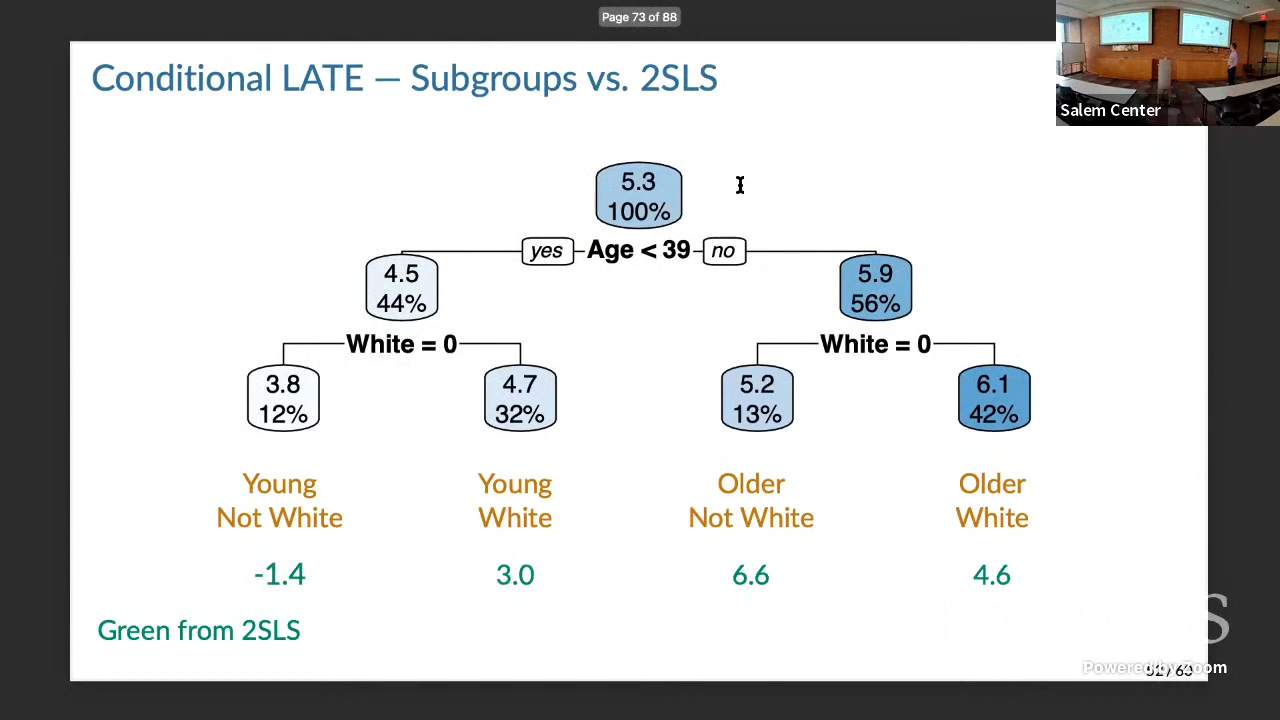 Page 73 of 88
Salem Center
Conditional LATE — Subgroups vs. 2SLS
5.3
100%
yes Age < 39 no
4.5
44%
5.9
56%
White = 0
White = 0
3.8
12%
4.7
32%
5.2
13%
6.1
42%
Young
Not White
Young
White
Older
Not White
Older
White
-1.4
3.0
6.6
4.6
Green from 2SLS
S
Powered by Zoom